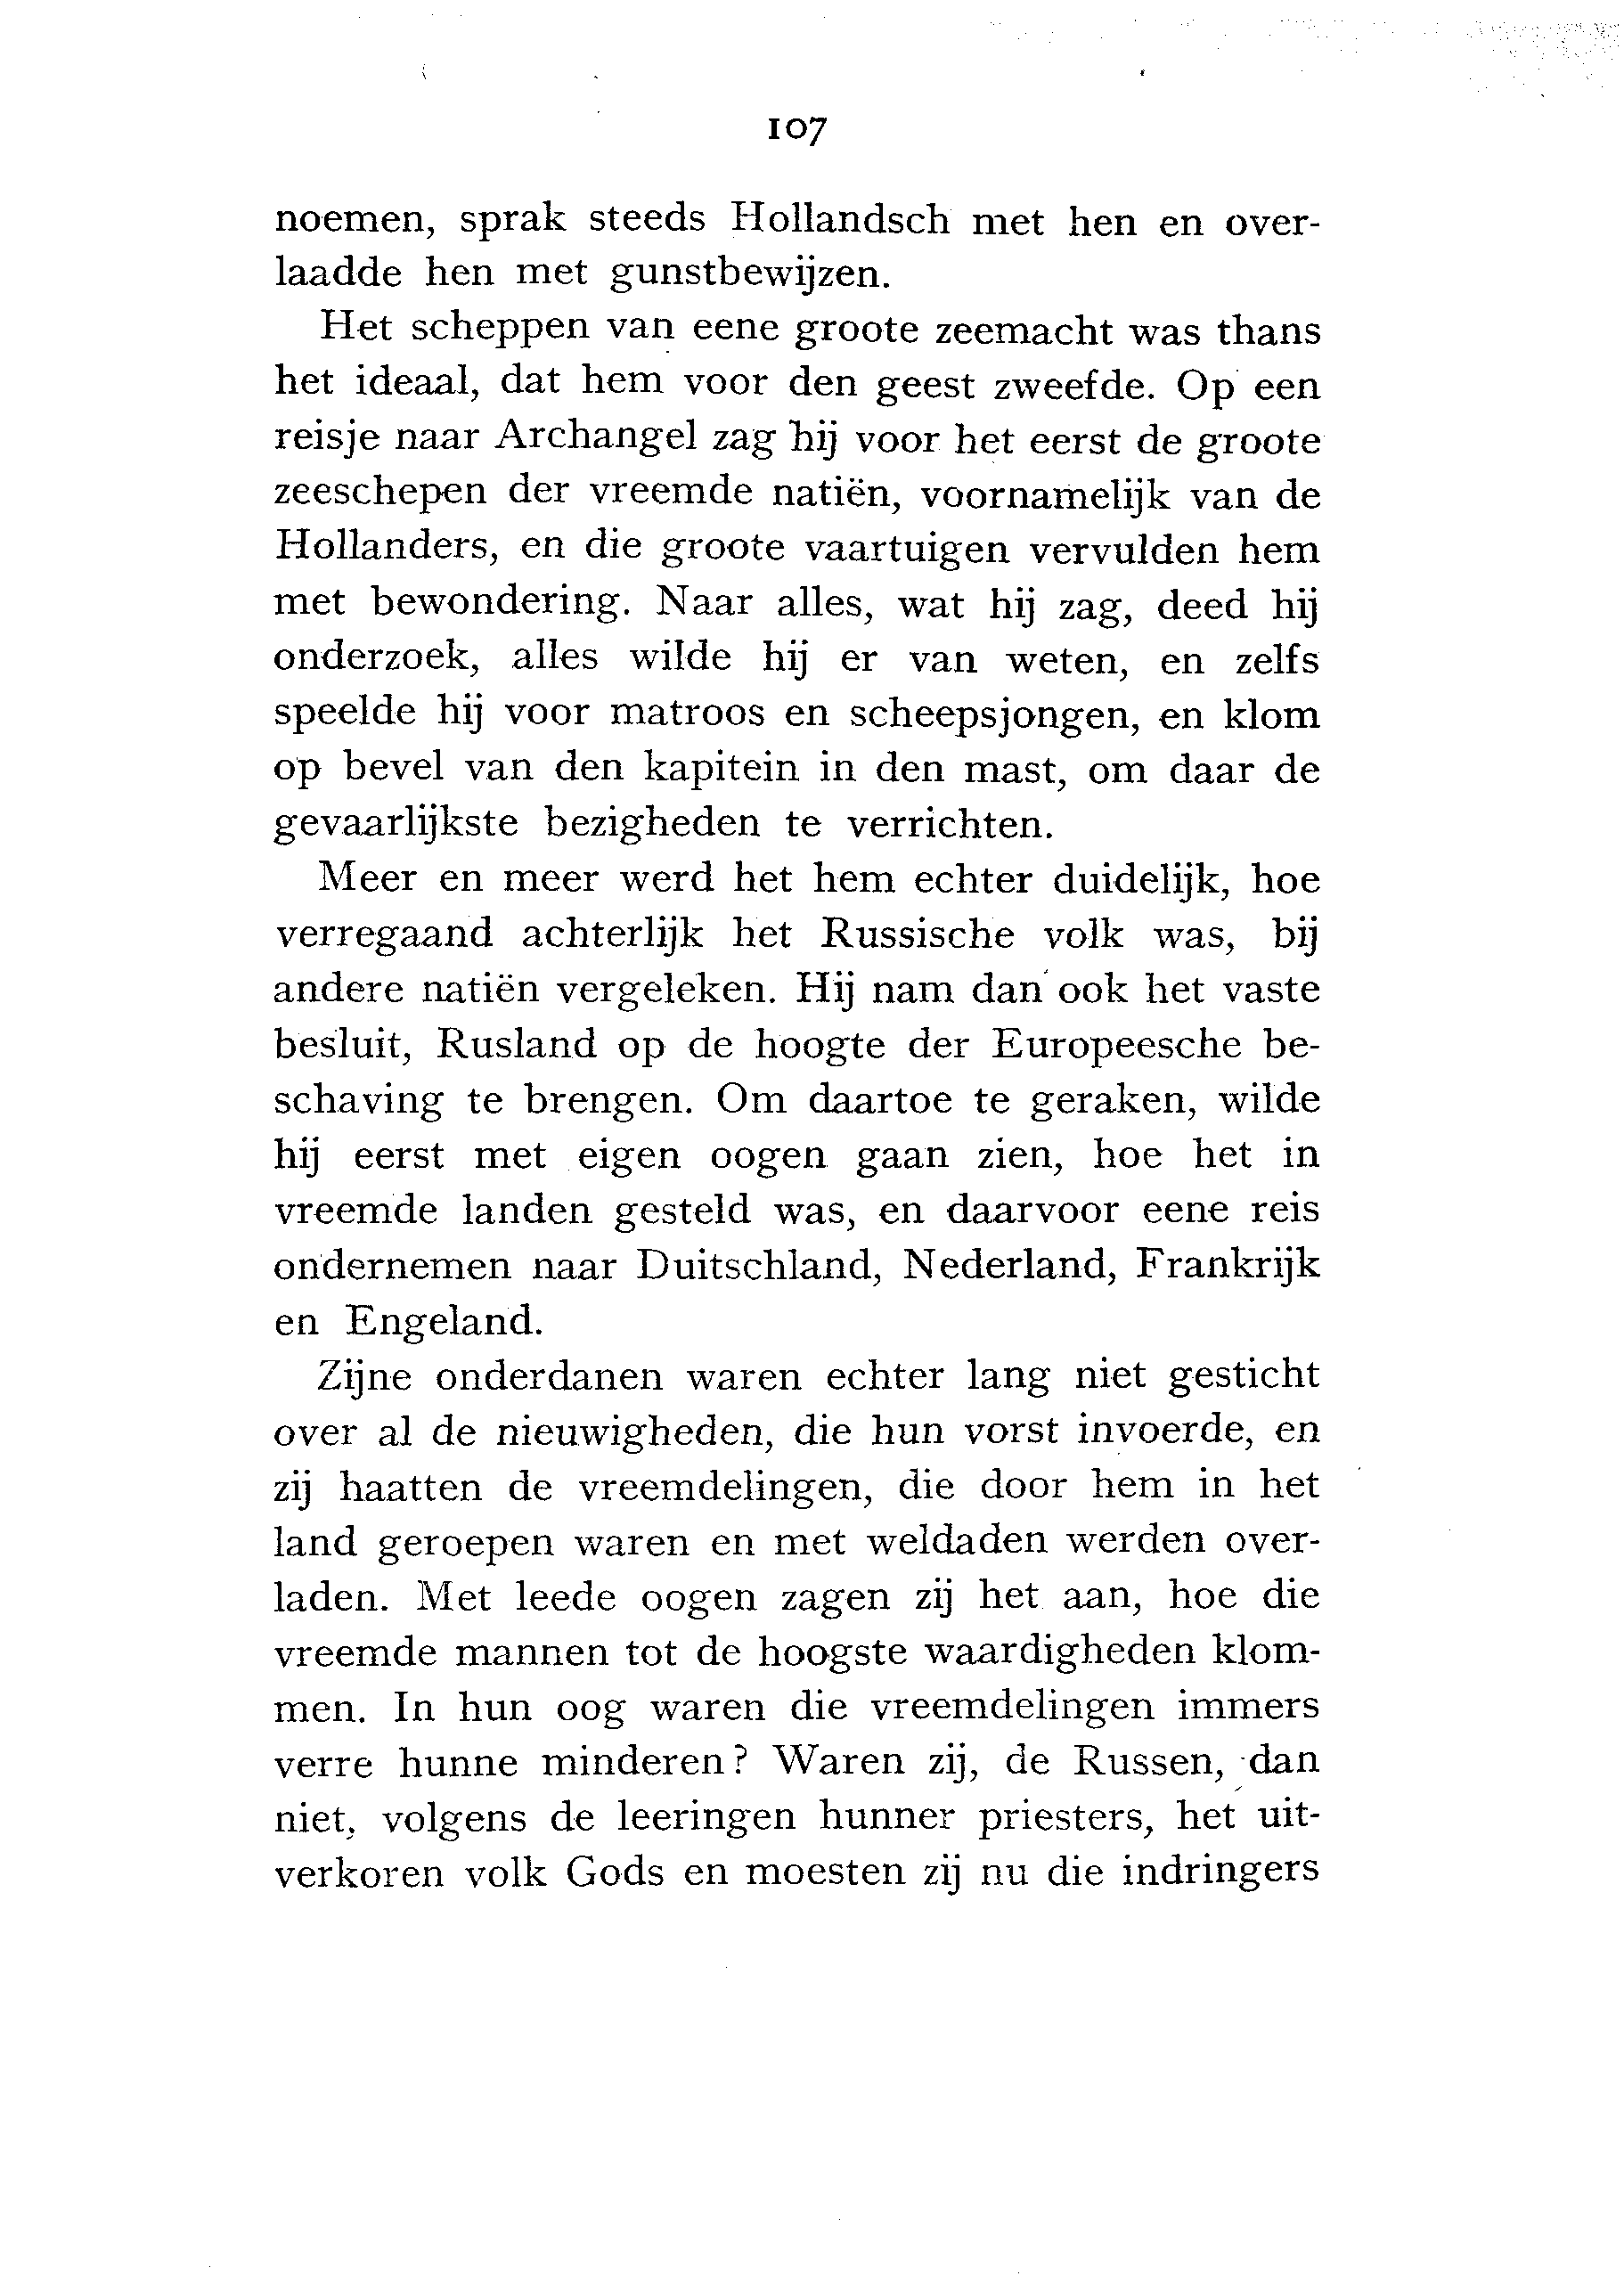 107
noemen, sprak steeds Hollandsch met hen en over-
laadde hen met gunstbewijzen.
Het scheppen van eene groote zeemacht was thans
het ideaal, dat hem voor den geest zweefde. Op een
reisje naar Archangel zag hij voor het eerst de groote
zeeschepen der vreemde natiën, voornamelijk van de
Hollanders, en die groote vaartuigen vervulden hem
met bewondering. Naar alles, wat hij zag, deed hij
onderzoek, alles wilde hij er van weten, en zelfs
speelde hij voor matroos en scheepsjongen, en klom
op bevel van den kapitein in den mast, om daar de
gevaarlijkste bezigheden te verrichten.
Meer en meer werd het hem echter duidelijk, hoe
verregaand achterlijk het Russische volk was, bij
andere natiën vergeleken. Hij nam dan ook het vaste
besluit, Rusland op de hoogte der Europeesche be-
schaving te brengen. Om daartoe te geraken, wilde
hij eerst met eigen oogen gaan zien, hoe het in
vreemde landen gesteld was, en daarvoor eene reis
ondernemen naar Duitschland, Nederland, Frankrijk
en Engeland.
Zijne onderdanen waren echter lang niet gesticht
over al de nieuwigheden, die hun vorst invoerde, en
zij haatten de vreemdelingen, die door hem in het
land geroepen waren en met weldaden werden over-
laden. Met leede oogen zagen zij het aan, hoe die
vreemde mannen tot de hoogste waardigheden klom-
men. In hun oog waren die vreemdelingen immers
verre hunne minderen? Waren zij, de Russen, dan
niet, volgens de leeringen hunner priesters, het uit-
verkoren volk Gods en moesten zij nu die indringers